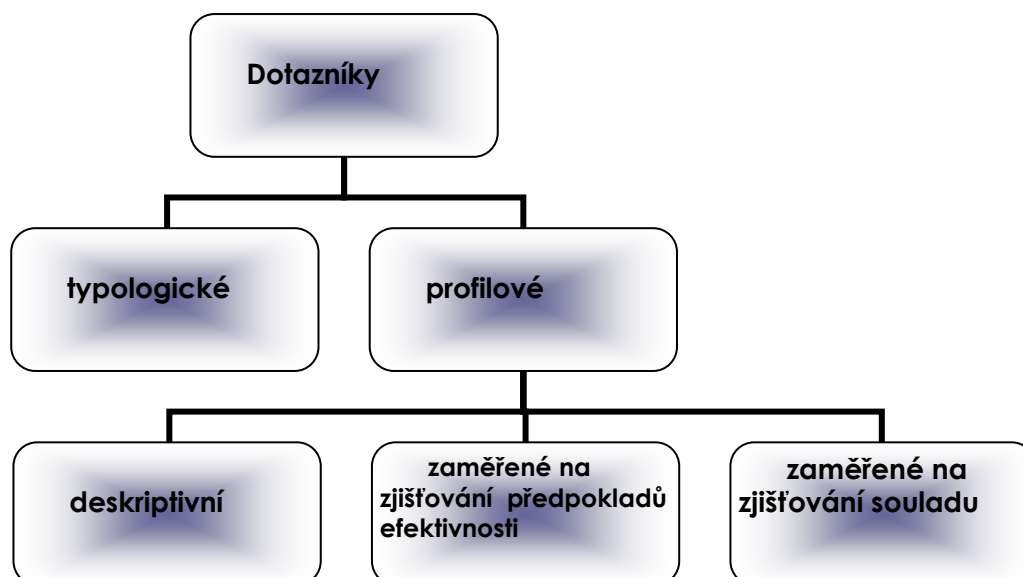 Dotazníky
typologické
profilové
deskriptivní
zaměřené na
zjišťování předpokladů
efektivnosti
zaměřené na
zjišťování souladu